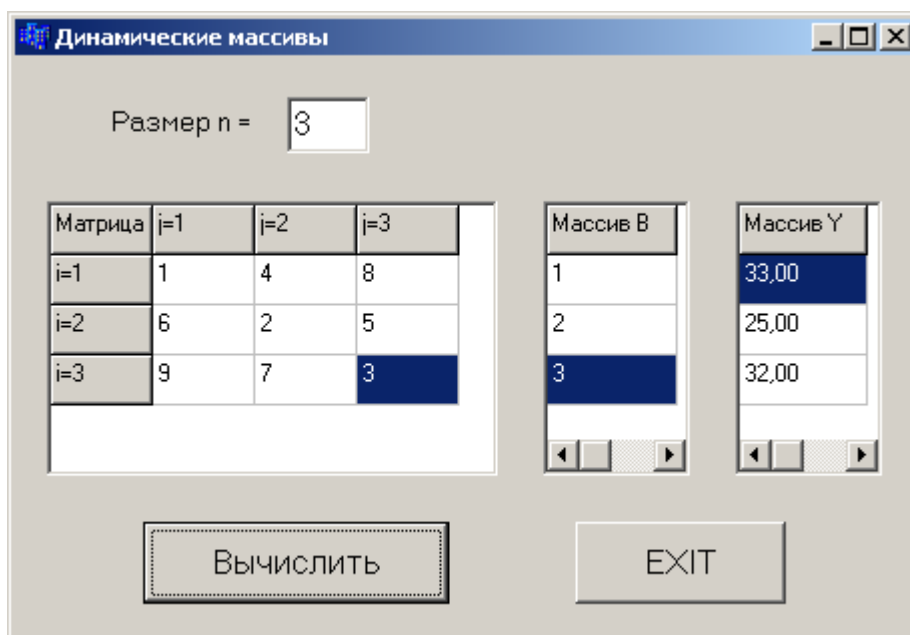 Динамические массивы
Размер n = 3
Матрица j=1 j=2 j=3 Массив B Массив Y
i=1 1 4 8 1 33,00
i=2 6 2 5 2 25,00
i=3 9 7 3 3 32,00
Вычислить EXIT